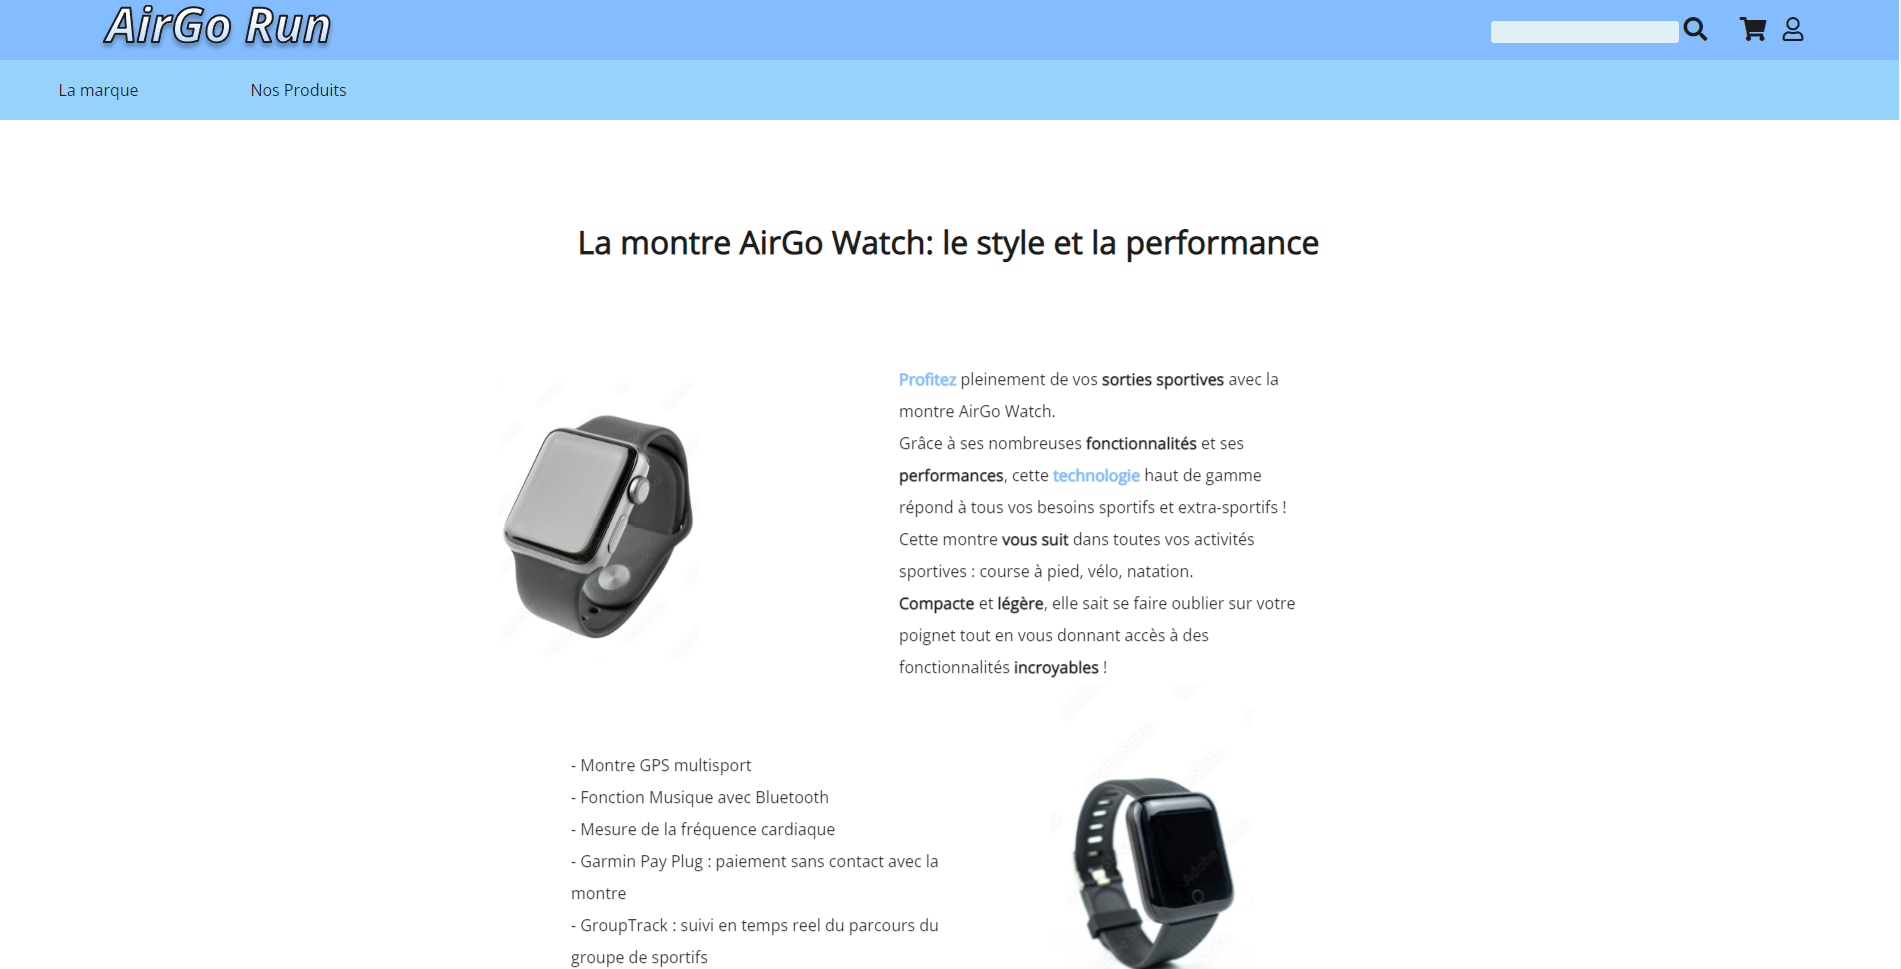 AirGo Run
La marque
Nos Produits
La montre AirGo Watch: le style et la performance
Profitez pleinement de vos sorties sportives avec la
montre AirGo Watch.
Grâce à ses nombreuses fonctionnalités et ses
performances, cette technologie haut de gamme
répond à tous vos besoins sportifs et extra-sportifs !
Cette montre vous suit dans toutes vos activités
sportives : course à pied, vélo, natation.
Compacte et légère, elle sait se faire oublier sur votre
poignet tout en vous donnant accès à des
fonctionnalités incroyables !
- Montre GPS multisport
- Fonction Musique avec Bluetooth
- Mesure de la fréquence cardiaque
- Garmin Pay Plug : paiement sans contact avec la
montre
- GroupTrack : suivi en temps reel du parcours du
groupe de sportifs